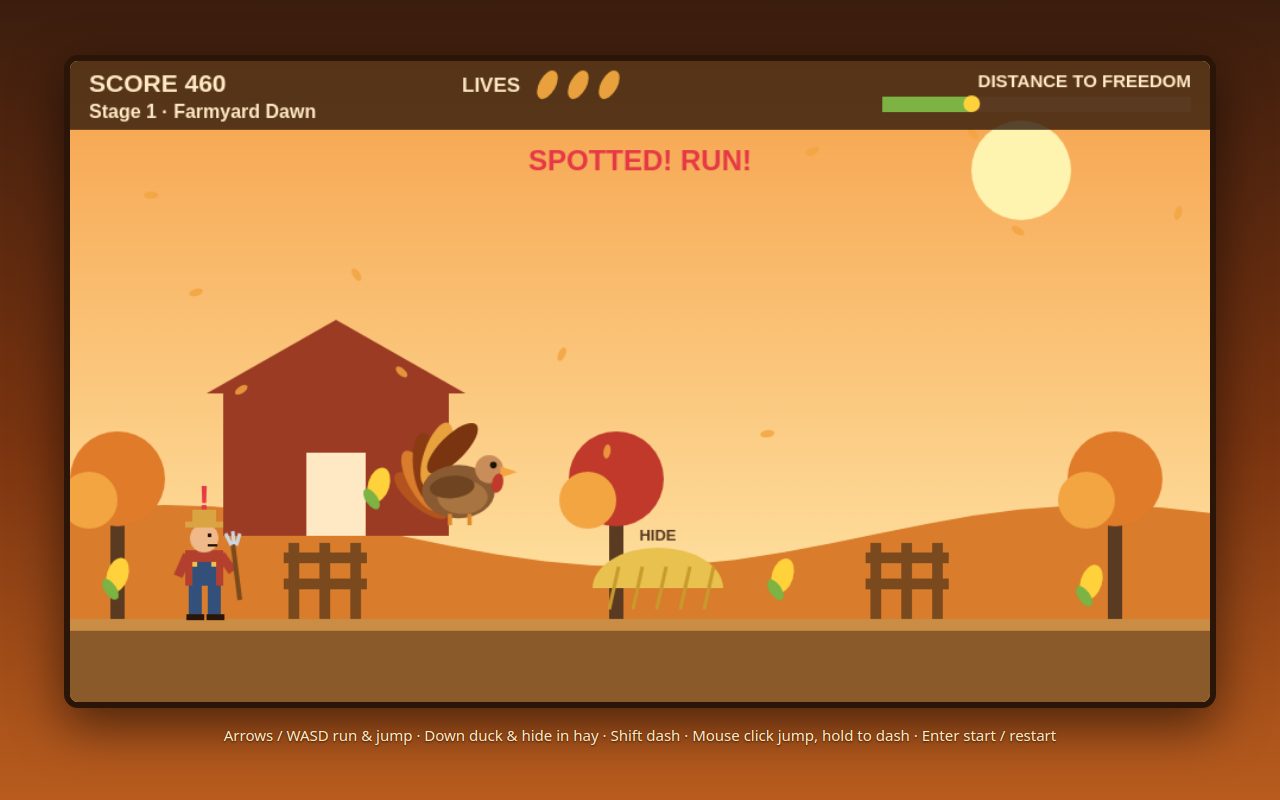 SCORE 460
Stage 1 · Farmyard Dawn
LIVES
DISTANCE TO FREEDOM
SPOTTED! RUN!
!
HIDE
Arrows / WASD run & jump · Down duck & hide in hay · Shift dash · Mouse click jump, hold to dash · Enter start / restart